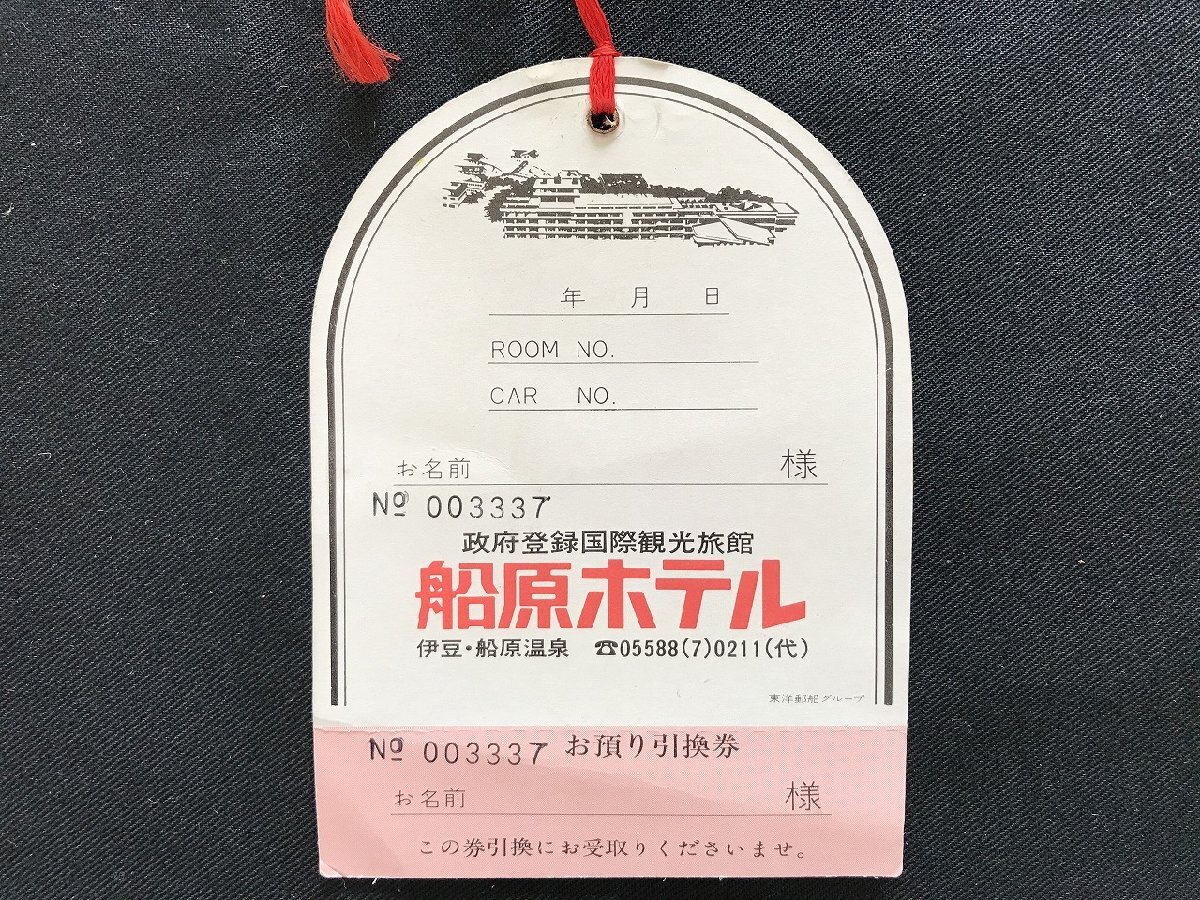 年 月 日
ROOM NO.
CAR NO.
お名前 様
No 003337
政府登録国際観光旅館
船原ホテル
伊豆・船原温泉 ☎05588(7)0211(代)
東洋郵船グループ
No 003337 お預り引換券
お名前 様
この券引換にお受取りくださいませ。